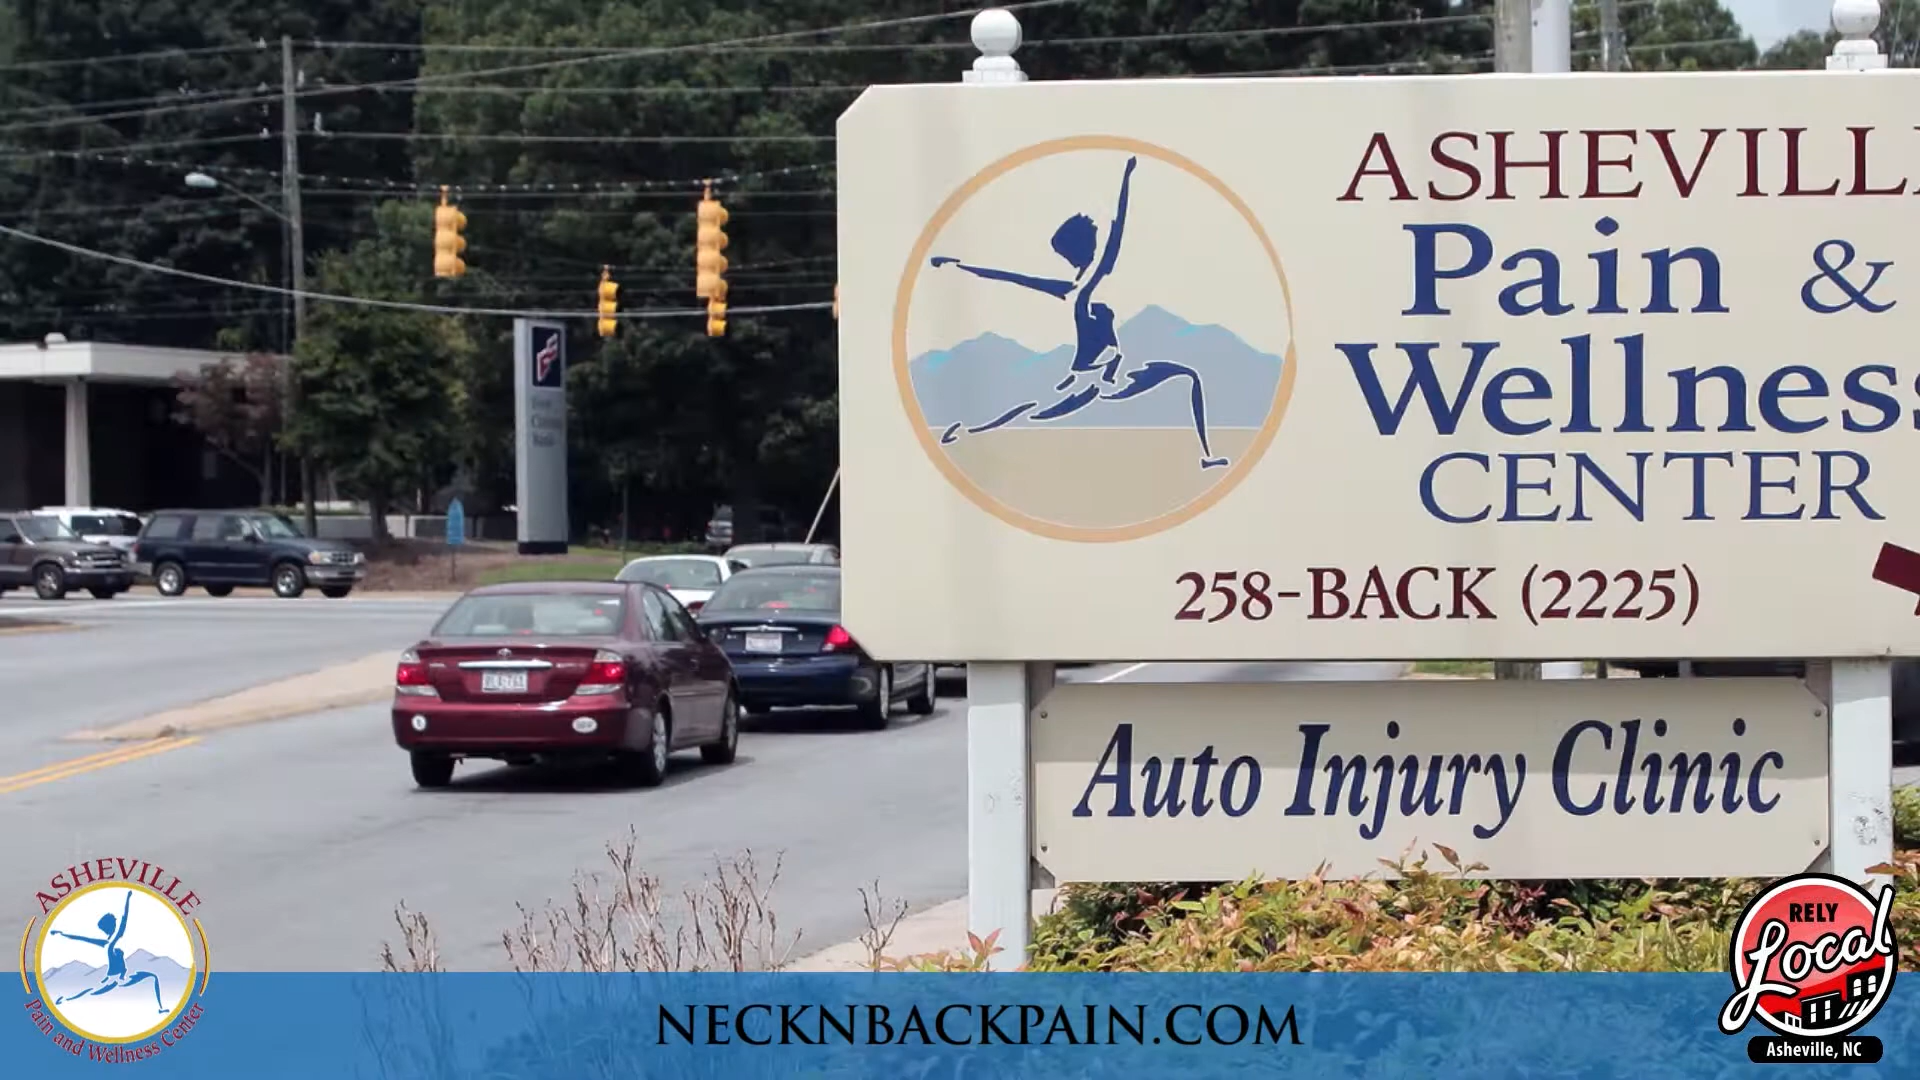 ASHEVILL
Pain &
Wellness
CENTER
258-BACK (2225)
Auto Injury Clinic
ASHEVILLE
Pain and Wellness Center
NECKNBACKPAIN.COM
RELY
Local
Asheville, NC